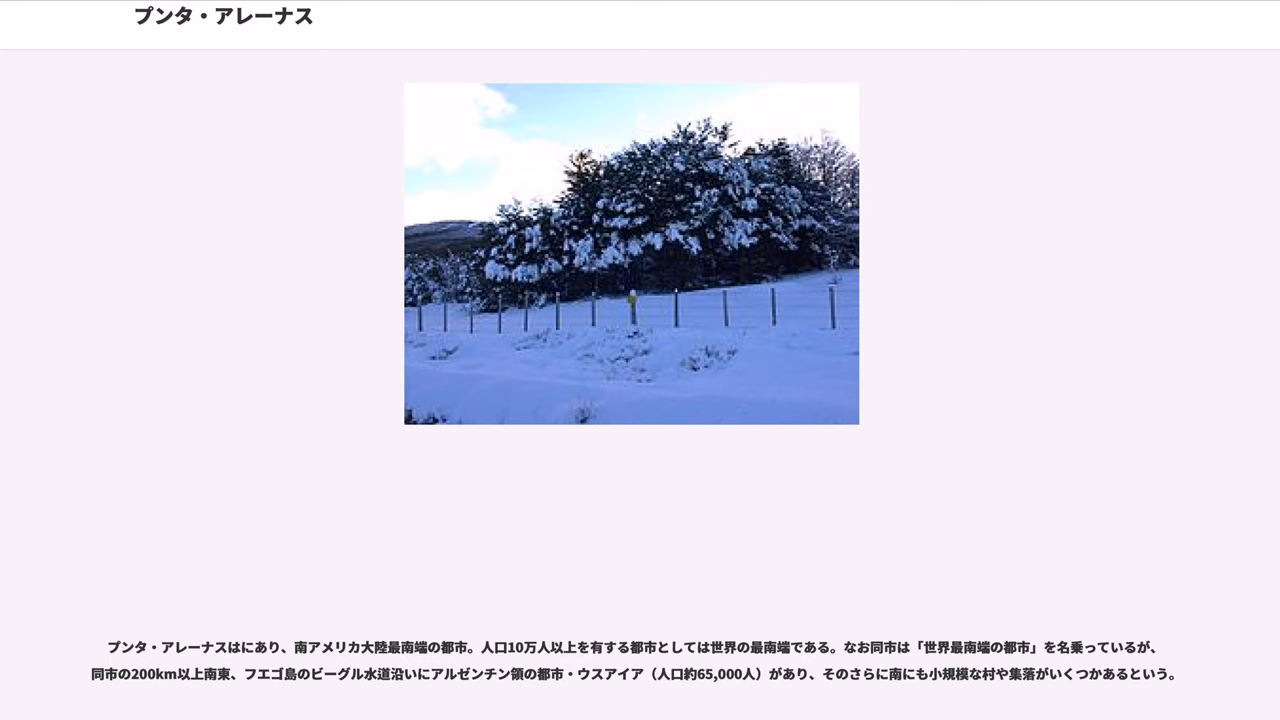 プンタ・アレーナス
プンタ・アレーナスはにあり、南アメリカ大陸最南端の都市。人口10万人以上を有する都市としては世界の最南端である。なお同市は「世界最南端の都市」を名乗っているが、
同市の200km以上南東、フエゴ島のビーグル水道沿いにアルゼンチン領の都市・ウスアイア（人口約65,000人）があり、そのさらに南にも小規模な村や集落がいくつかあるという。